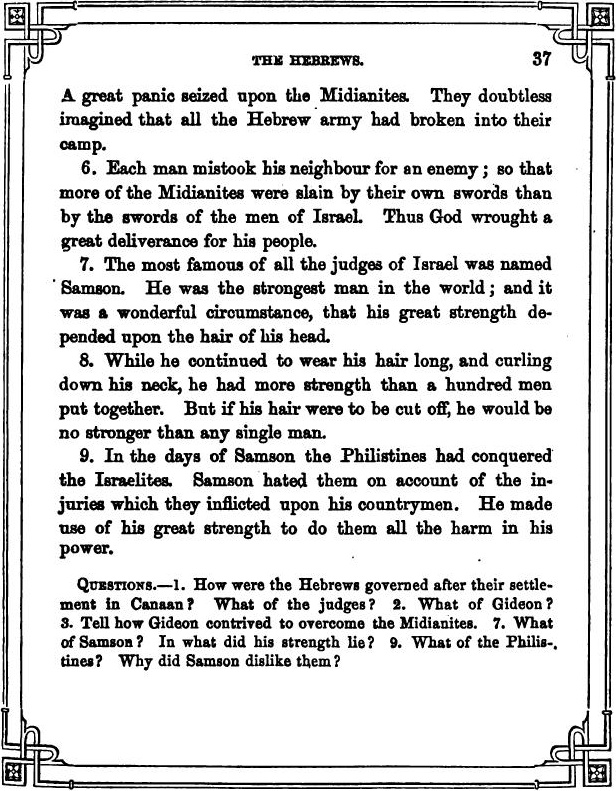 THE HEBREWS. 37
A great panic seized upon the Midianites. They doubtless
imagined that all the Hebrew army had broken into their
camp.
6. Each man mistook his neighbour for an enemy; so that
more of the Midianites were slain by their own swords than
by the swords of the men of Israel. Thus God wrought a
great deliverance for his people.
7. The most famous of all the judges of Israel was named
Samson. He was the strongest man in the world; and it
was a wonderful circumstance, that his great strength de-
pended upon the hair of his head.
8. While he continued to wear his hair long, and curling
down his neck, he had more strength than a hundred men
put together. But if his hair were to be cut off, he would be
no stronger than any single man.
9. In the days of Samson the Philistines had conquered
the Israelites. Samson hated them on account of the in-
juries which they inflicted upon his countrymen. He made
use of his great strength to do them all the harm in his
power.
QUESTIONS.—1. How were the Hebrews governed after their settle-
ment in Canaan? What of the judges? 2. What of Gideon?
3. Tell how Gideon contrived to overcome the Midianites. 7. What
of Samson? In what did his strength lie? 9. What of the Philis-
tines? Why did Samson dislike them?